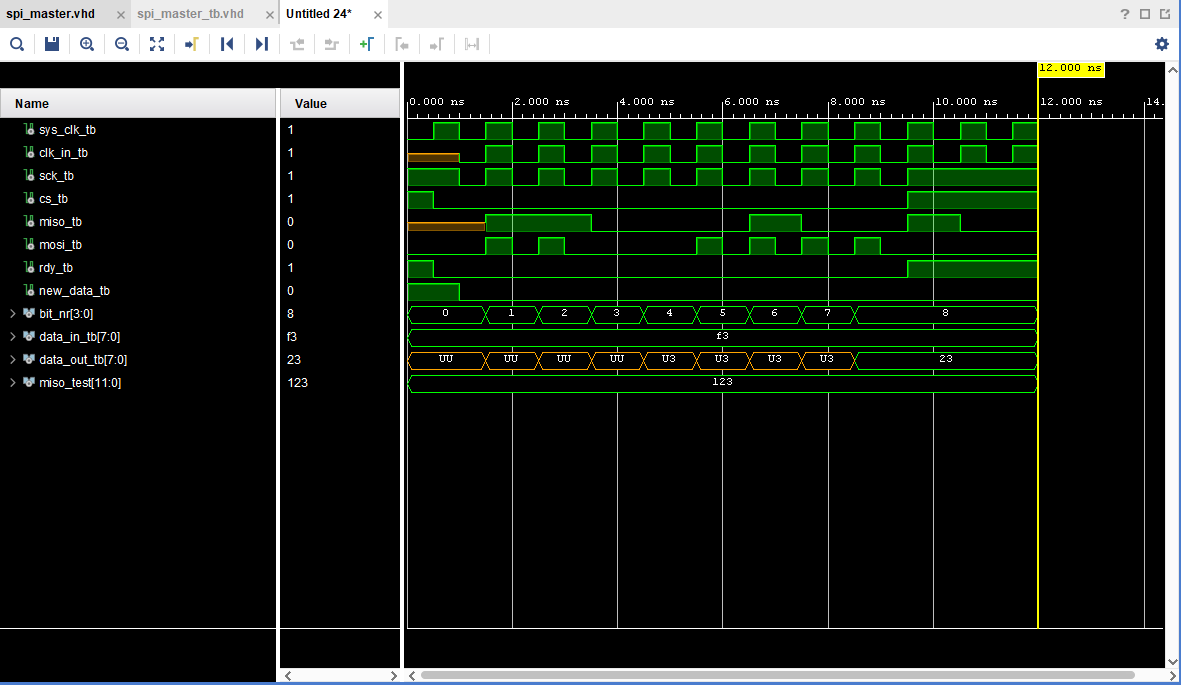 spi_master.vhd × spi_master_tb.vhd × Untitled 24* × ?
12.000 ns
Name Value 0.000 ns 2.000 ns 4.000 ns 6.000 ns 8.000 ns 10.000 ns 12.000 ns 14.
sys_clk_tb 1
clk_in_tb 1
sck_tb 1
cs_tb 1
miso_tb 0
mosi_tb 0
rdy_tb 1
new_data_tb 0
bit_nr[3:0] 8 0 1 2 3 4 5 6 7 8
data_in_tb[7:0] f3 f3
data_out_tb[7:0] 23 UU UU UU UU U3 U3 U3 U3 23
miso_test[11:0] 123 123